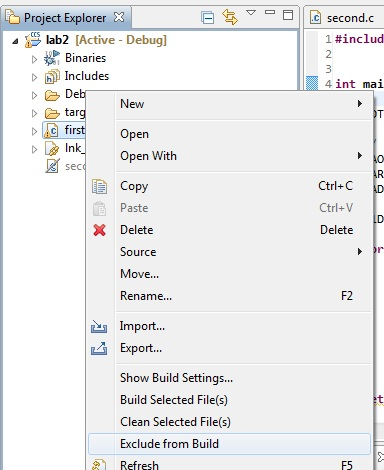 Project Explorer
second.c
lab2 [Active - Debug]
1 #includ
Binaries
Includes
int mai
4
Deb
targ
first
lnk_
seco
New
Open
Open With
Copy Ctrl+C
Paste Ctrl+V
Delete Delete
Source
Move...
Rename... F2
Import...
Export...
Show Build Settings...
Build Selected File(s)
Clean Selected File(s)
Exclude from Build
Refresh F5